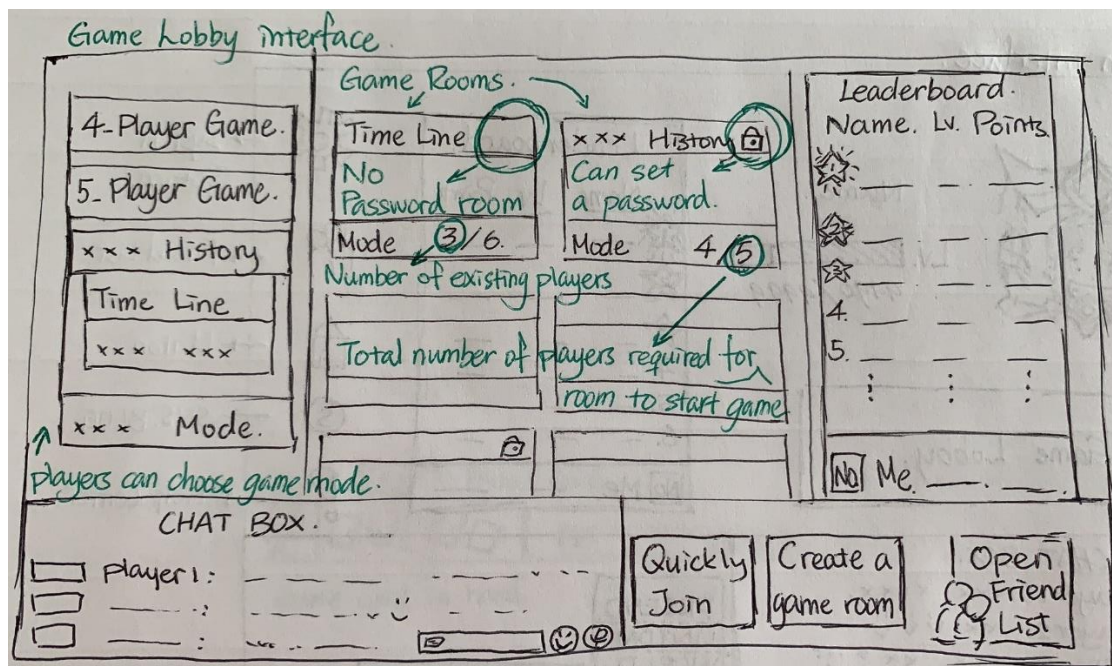 Game Lobby interface.
4-Player Game.
5-Player Game.
××× History
Time Line
××× ×××
××× Mode.
players can choose game mode.
Game Rooms.
Time Line
No
Password room
Mode 3/6.
Number of existing players
××× History
Can set
a password.
Mode 4/5
Total number of players required for
room to start game
Leaderboard.
Name. Lv. Points.
1
2
3
4.
5.
No Me.
CHAT BOX.
Player1:
Quickly
Join
Create a
game room
Open
Friend
List